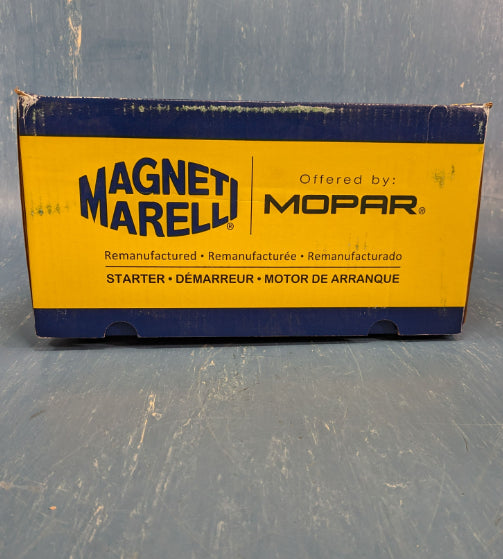 MAGNETI
MARELLI®
Offered by:
MOPAR®
Remanufactured • Remanufacturée • Remanufacturado
STARTER • DÉMARREUR • MOTOR DE ARRANQUE